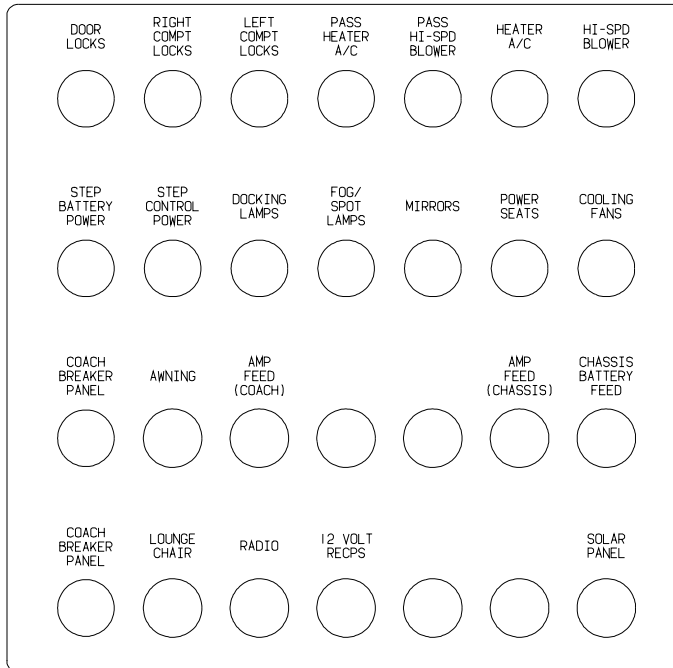 DOOR
LOCKS
RIGHT
COMPT
LOCKS
LEFT
COMPT
LOCKS
PASS
HEATER
A/C
PASS
HI-SPD
BLOWER
HEATER
A/C
HI-SPD
BLOWER
STEP
BATTERY
POWER
STEP
CONTROL
POWER
DOCKING
LAMPS
FOG/
SPOT
LAMPS
MIRRORS
POWER
SEATS
COOLING
FANS
COACH
BREAKER
PANEL
AWNING
AMP
FEED
(COACH)
AMP
FEED
(CHASSIS)
CHASSIS
BATTERY
FEED
COACH
BREAKER
PANEL
LOUNGE
CHAIR
RADIO
12 VOLT
RECPS
SOLAR
PANEL